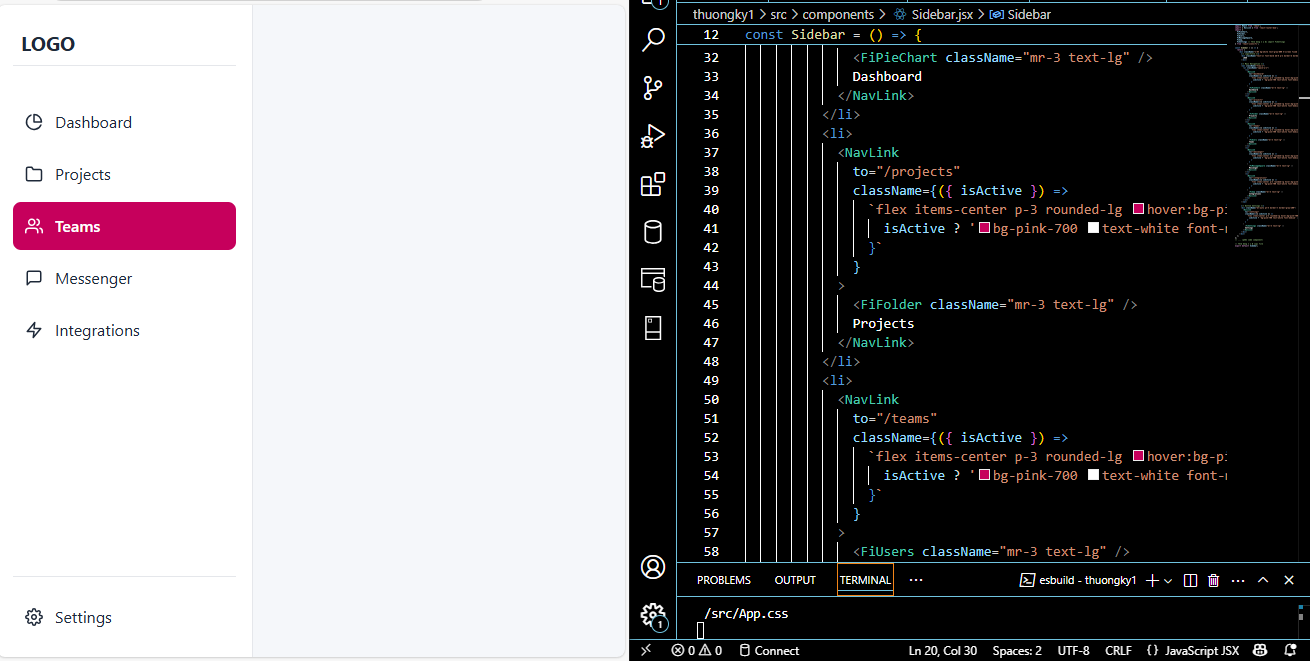 LOGO
Dashboard
Projects
Teams
Messenger
Integrations
Settings
thuongky1 > src > components > Sidebar.jsx > Sidebar
12 const Sidebar = () => {
32 <FiPieChart className="mr-3 text-lg" />
33 Dashboard
34 </NavLink>
35 </li>
36 <li>
37 <NavLink
38 to="/projects"
39 className={({ isActive }) =>
40 `flex items-center p-3 rounded-lg hover:bg-pi
41 isActive ? 'bg-pink-700 text-white font-
42 }`
43 }
44 >
45 <FiFolder className="mr-3 text-lg" />
46 Projects
47 </NavLink>
48 </li>
49 <li>
50 <NavLink
51 to="/teams"
52 className={({ isActive }) =>
53 `flex items-center p-3 rounded-lg hover:bg-pi
54 isActive ? 'bg-pink-700 text-white font-
55 }`
56 }
57 >
58 <FiUsers className="mr-3 text-lg" />
PROBLEMS OUTPUT TERMINAL ··· esbuild - thuongky1
/src/App.css
1
0 0 Connect Ln 20, Col 30 Spaces: 2 UTF-8 CRLF {} JavaScript JSX